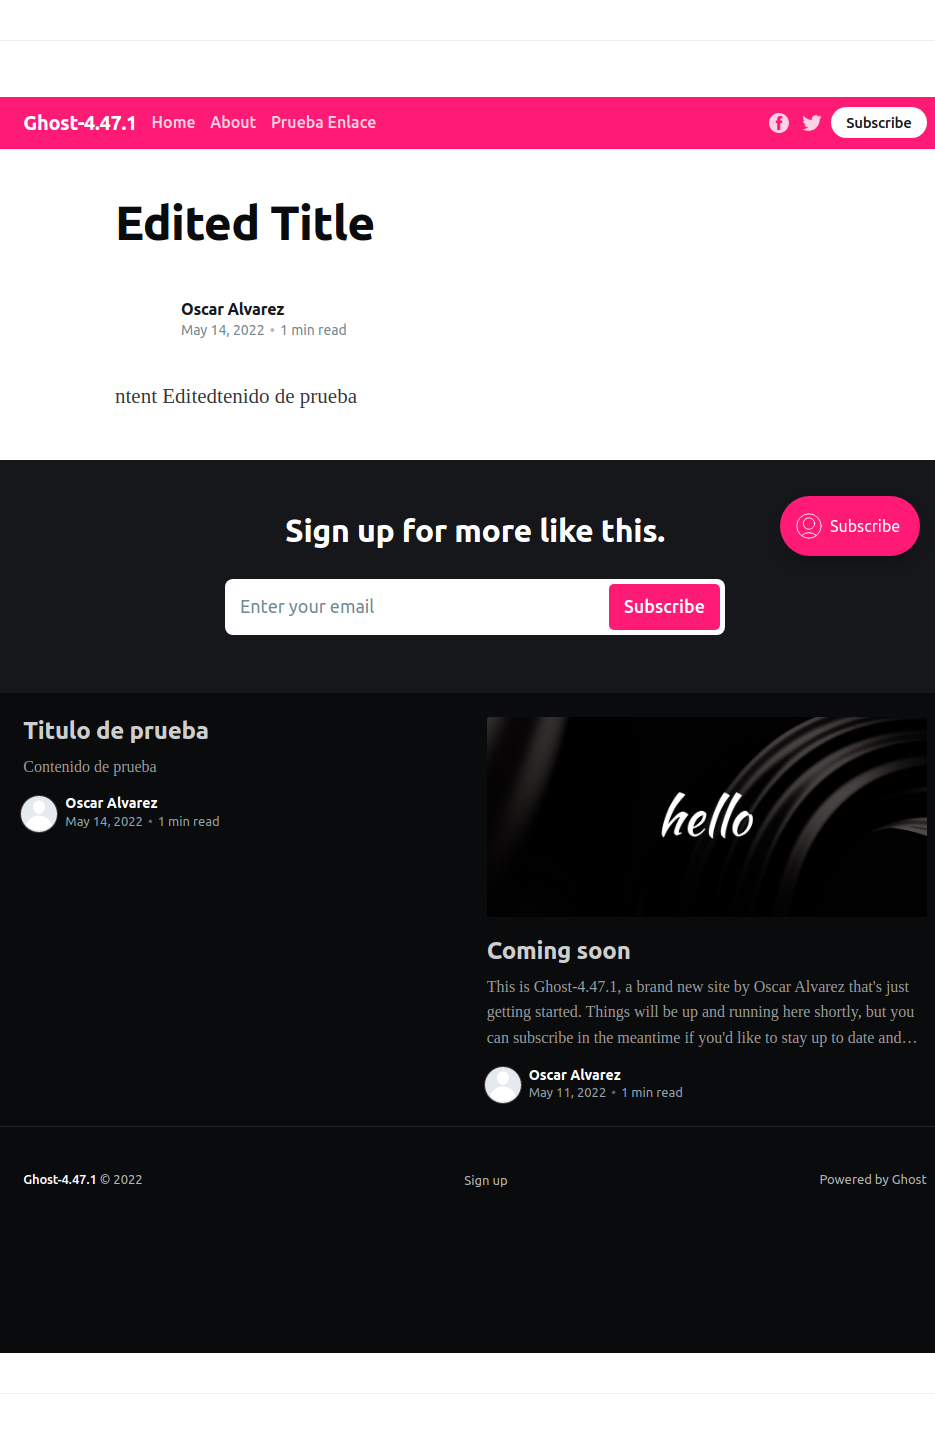 Ghost-4.47.1 Home About Prueba Enlace Subscribe
Edited Title
Oscar Alvarez
May 14, 2022 • 1 min read
ntent Editedtenido de prueba
Sign up for more like this.
Subscribe
Enter your email Subscribe
Titulo de prueba
Contenido de prueba
Oscar Alvarez
May 14, 2022 • 1 min read
hello
Coming soon
This is Ghost-4.47.1, a brand new site by Oscar Alvarez that's just
getting started. Things will be up and running here shortly, but you
can subscribe in the meantime if you'd like to stay up to date and…
Oscar Alvarez
May 11, 2022 • 1 min read
Ghost-4.47.1 © 2022 Sign up Powered by Ghost